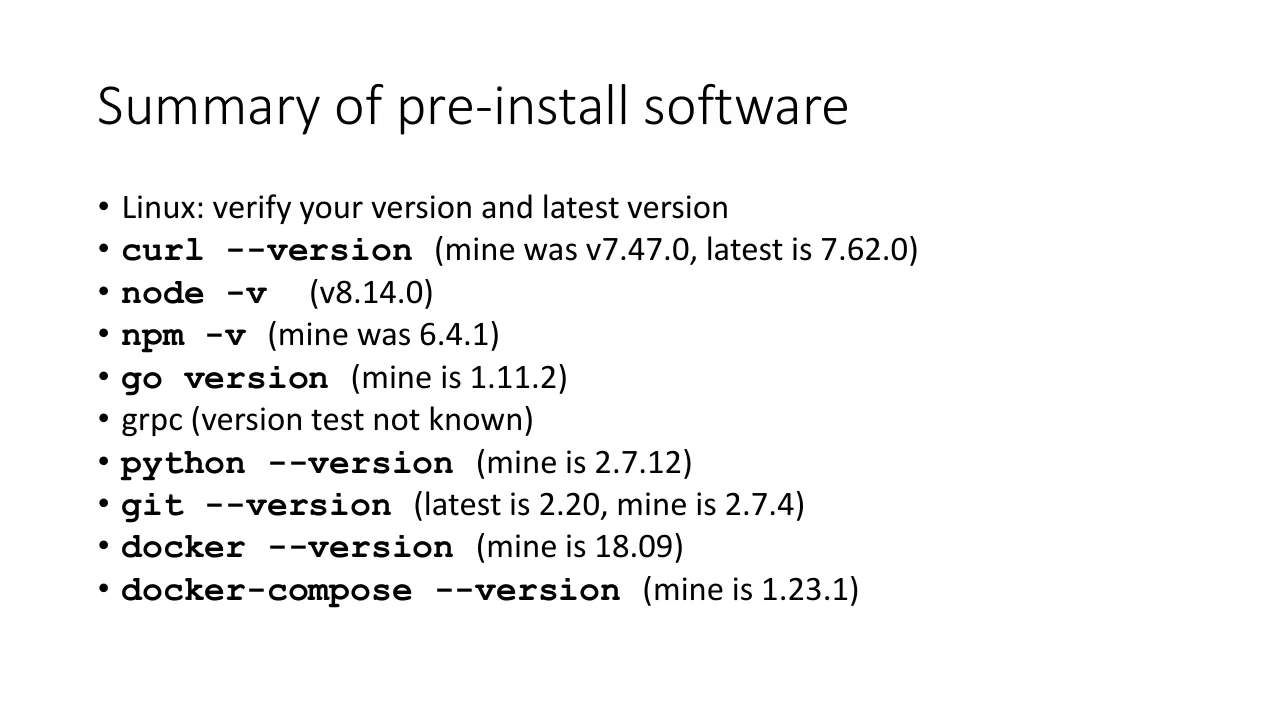 Summary of pre-install software
• Linux: verify your version and latest version
• curl --version (mine was v7.47.0, latest is 7.62.0)
• node -v (v8.14.0)
• npm -v (mine was 6.4.1)
• go version (mine is 1.11.2)
• grpc (version test not known)
• python --version (mine is 2.7.12)
• git --version (latest is 2.20, mine is 2.7.4)
• docker --version (mine is 18.09)
• docker-compose --version (mine is 1.23.1)